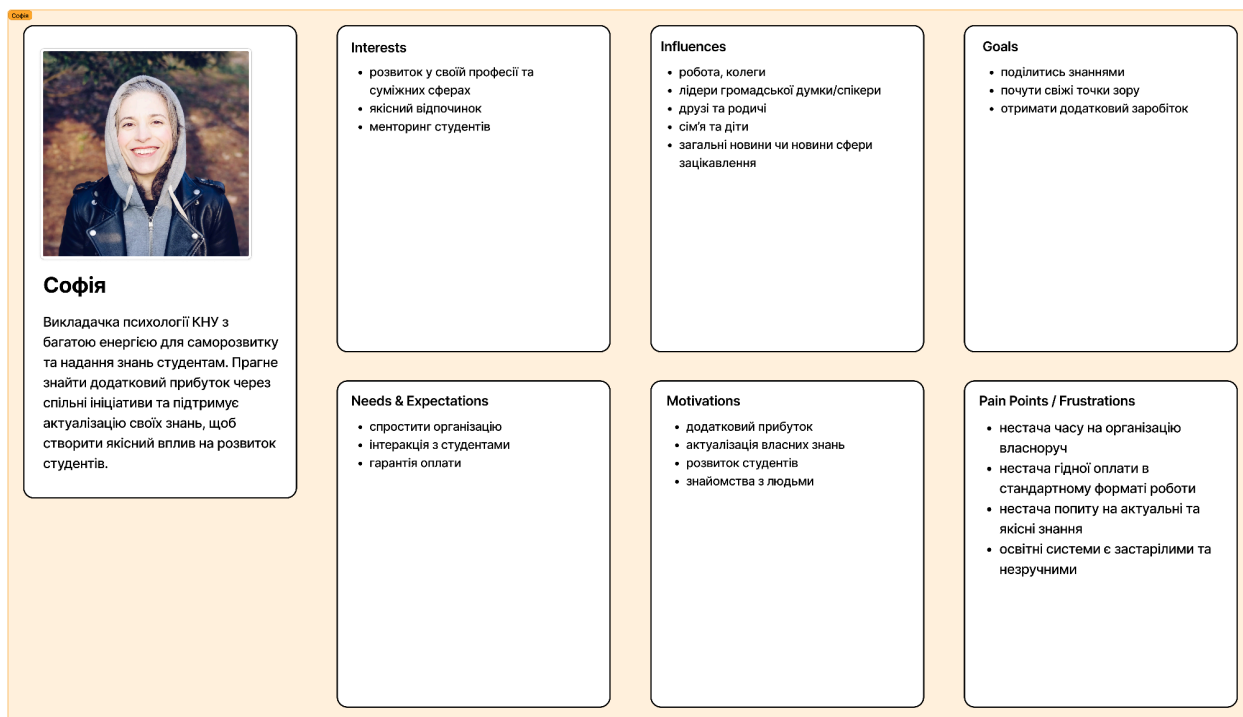 Софія
Софія
Викладачка психології КНУ з
багатою енергією для саморозвитку
та надання знань студентам. Прагне
знайти додатковий прибуток через
спільні ініціативи та підтримує
актуалізацію своїх знань, щоб
створити якісний вплив на розвиток
студентів.
Interests
• розвиток у своїй професії та
суміжних сферах
• якісний відпочинок
• менторинг студентів
Influences
• робота, колеги
• лідери громадської думки/спікери
• друзі та родичі
• сім'я та діти
• загальні новини чи новини сфери
зацікавлення
Goals
• поділитись знаннями
• почути свіжі точки зору
• отримати додатковий заробіток
Needs & Expectations
• спростити організацію
• інтеракція з студентами
• гарантія оплати
Motivations
• додатковий прибуток
• актуалізація власних знань
• розвиток студентів
• знайомства з людьми
Pain Points / Frustrations
• нестача часу на організацію
власноруч
• нестача гідної оплати в
стандартному форматі роботи
• нестача попиту на актуальні та
якісні знання
• освітні системи є застарілими та
незручними